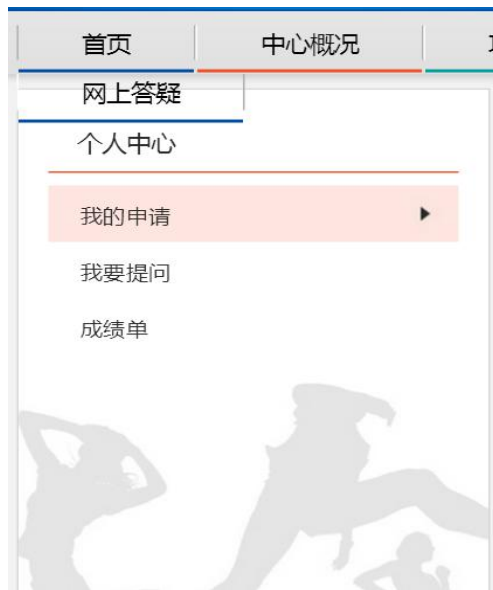 首页 中心概况
网上答疑
个人中心
我的申请
我要提问
成绩单